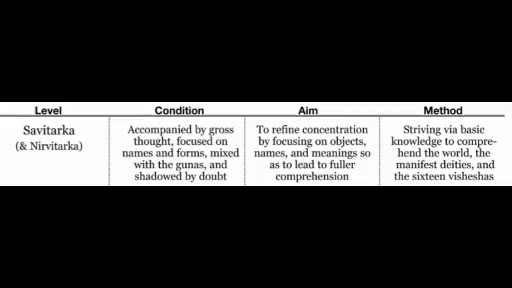 Level Condition Aim Method
Savitarka
(& Nirvitarka)
Accompanied by gross
thought, focused on
names and forms, mixed
with the gunas, and
shadowed by doubt
To refine concentration
by focusing on objects,
names, and meanings so
as to lead to fuller
comprehension
Striving via basic
knowledge to compre-
hend the world, the
manifest deities, and
the sixteen visheshas